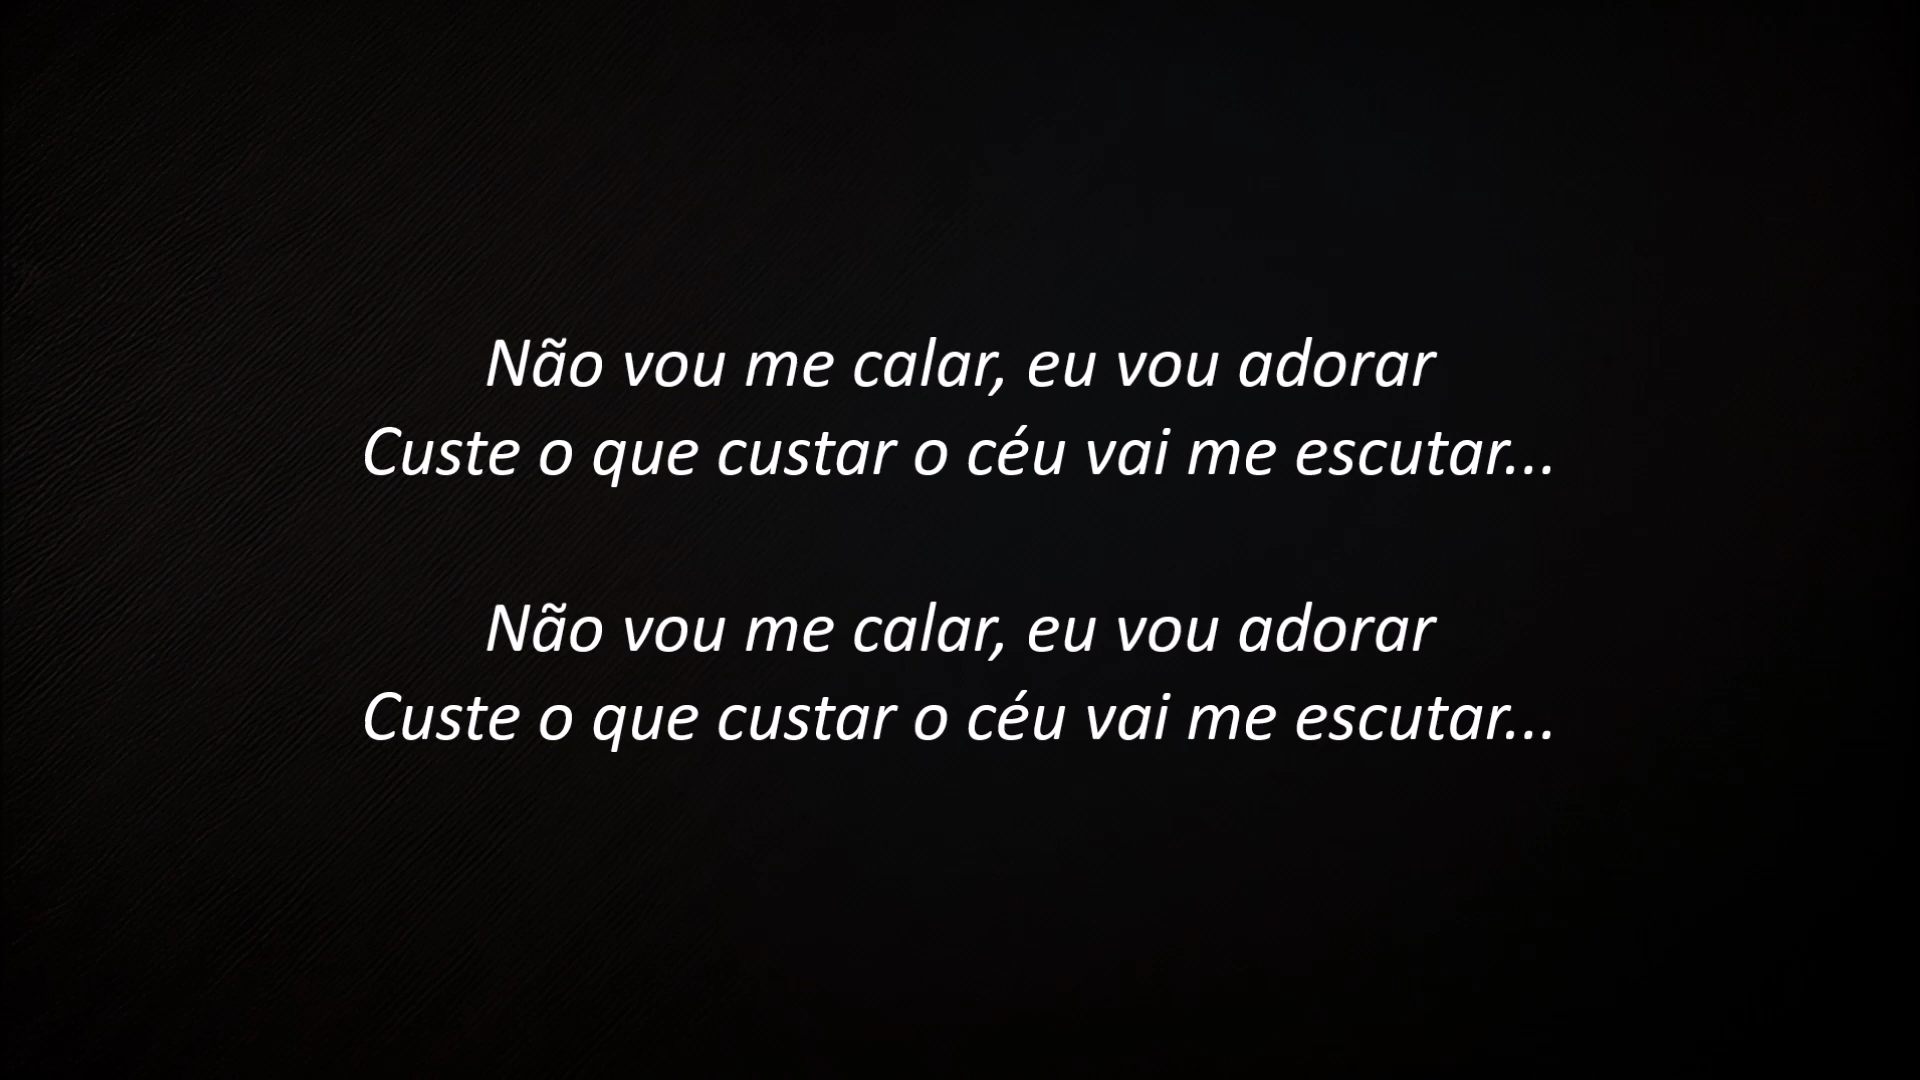 Não vou me calar, eu vou adorar
Custe o que custar o céu vai me escutar...
Não vou me calar, eu vou adorar
Custe o que custar o céu vai me escutar...